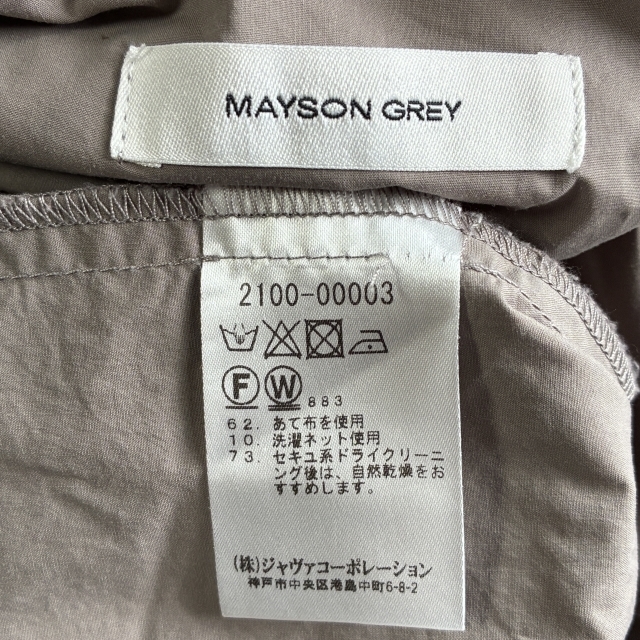 MAYSON GREY
2100-00003
F W 883
62. あて布を使用
10. 洗濯ネット使用
73. セキユ系ドライクリーニ
ング後は、自然乾燥をお
すすめします。
(株)ジャヴァコーポレーション
神戸市中央区港島中町6-8-2